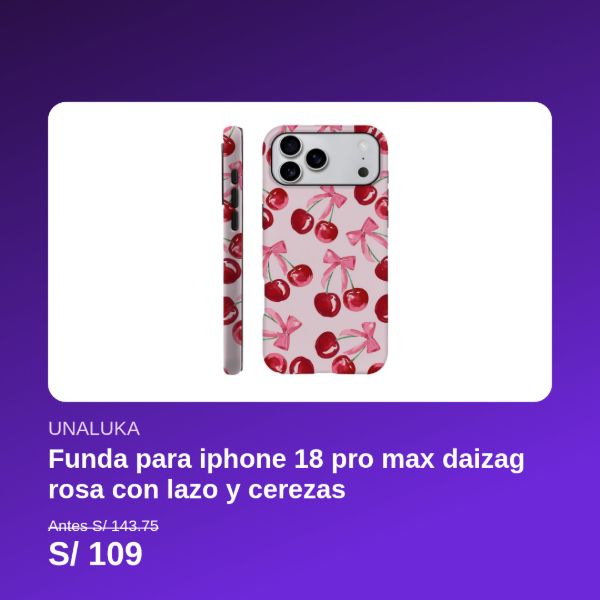 UNALUKA
Funda para iphone 18 pro max daizag
rosa con lazo y cerezas
Antes S/ 143.75
S/ 109